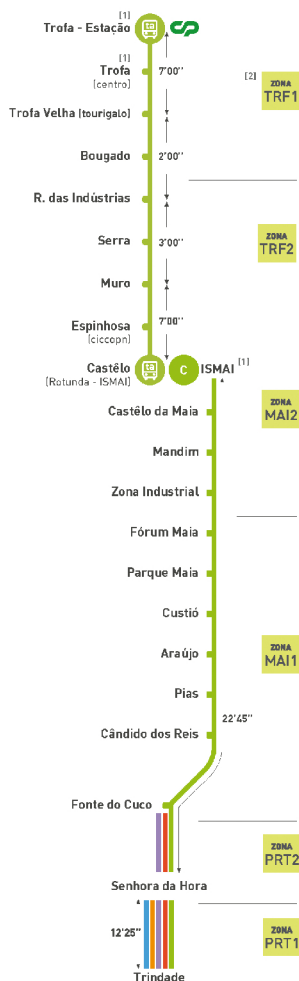 [1]
Trofa - Estação
ta
[1]
Trofa
(centro)
7'00''
[2]
ZONA
TRF1
Trofa Velha (tourigalo)
Bougado
2'00''
R. das Indústrias
Serra
3'00''
ZONA
TRF2
Muro
Espinhosa
(ciccopn)
7'00''
Castêlo
(Rotunda - ISMAI)
ta
C
ISMAI [1]
Castêlo da Maia
ZONA
MAI2
Mandim
Zona Industrial
Fórum Maia
Parque Maia
Custió
Araújo
ZONA
MAI1
Pias
22'45''
Cândido dos Reis
Fonte do Cuco
ZONA
PRT2
Senhora da Hora
12'25''
ZONA
PRT1
Trindade